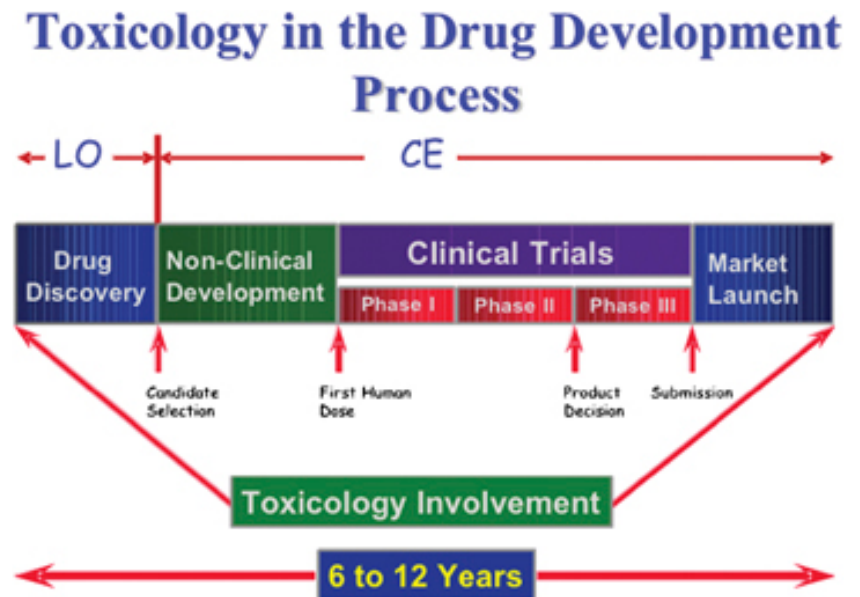 Toxicology in the Drug Development
Process
LO
CE
Drug
Discovery
Non-Clinical
Development
Clinical Trials
Phase I
Phase II
Phase III
Market
Launch
Candidate
Selection
First Human
Dose
Product
Decision
Submission
Toxicology Involvement
6 to 12 Years